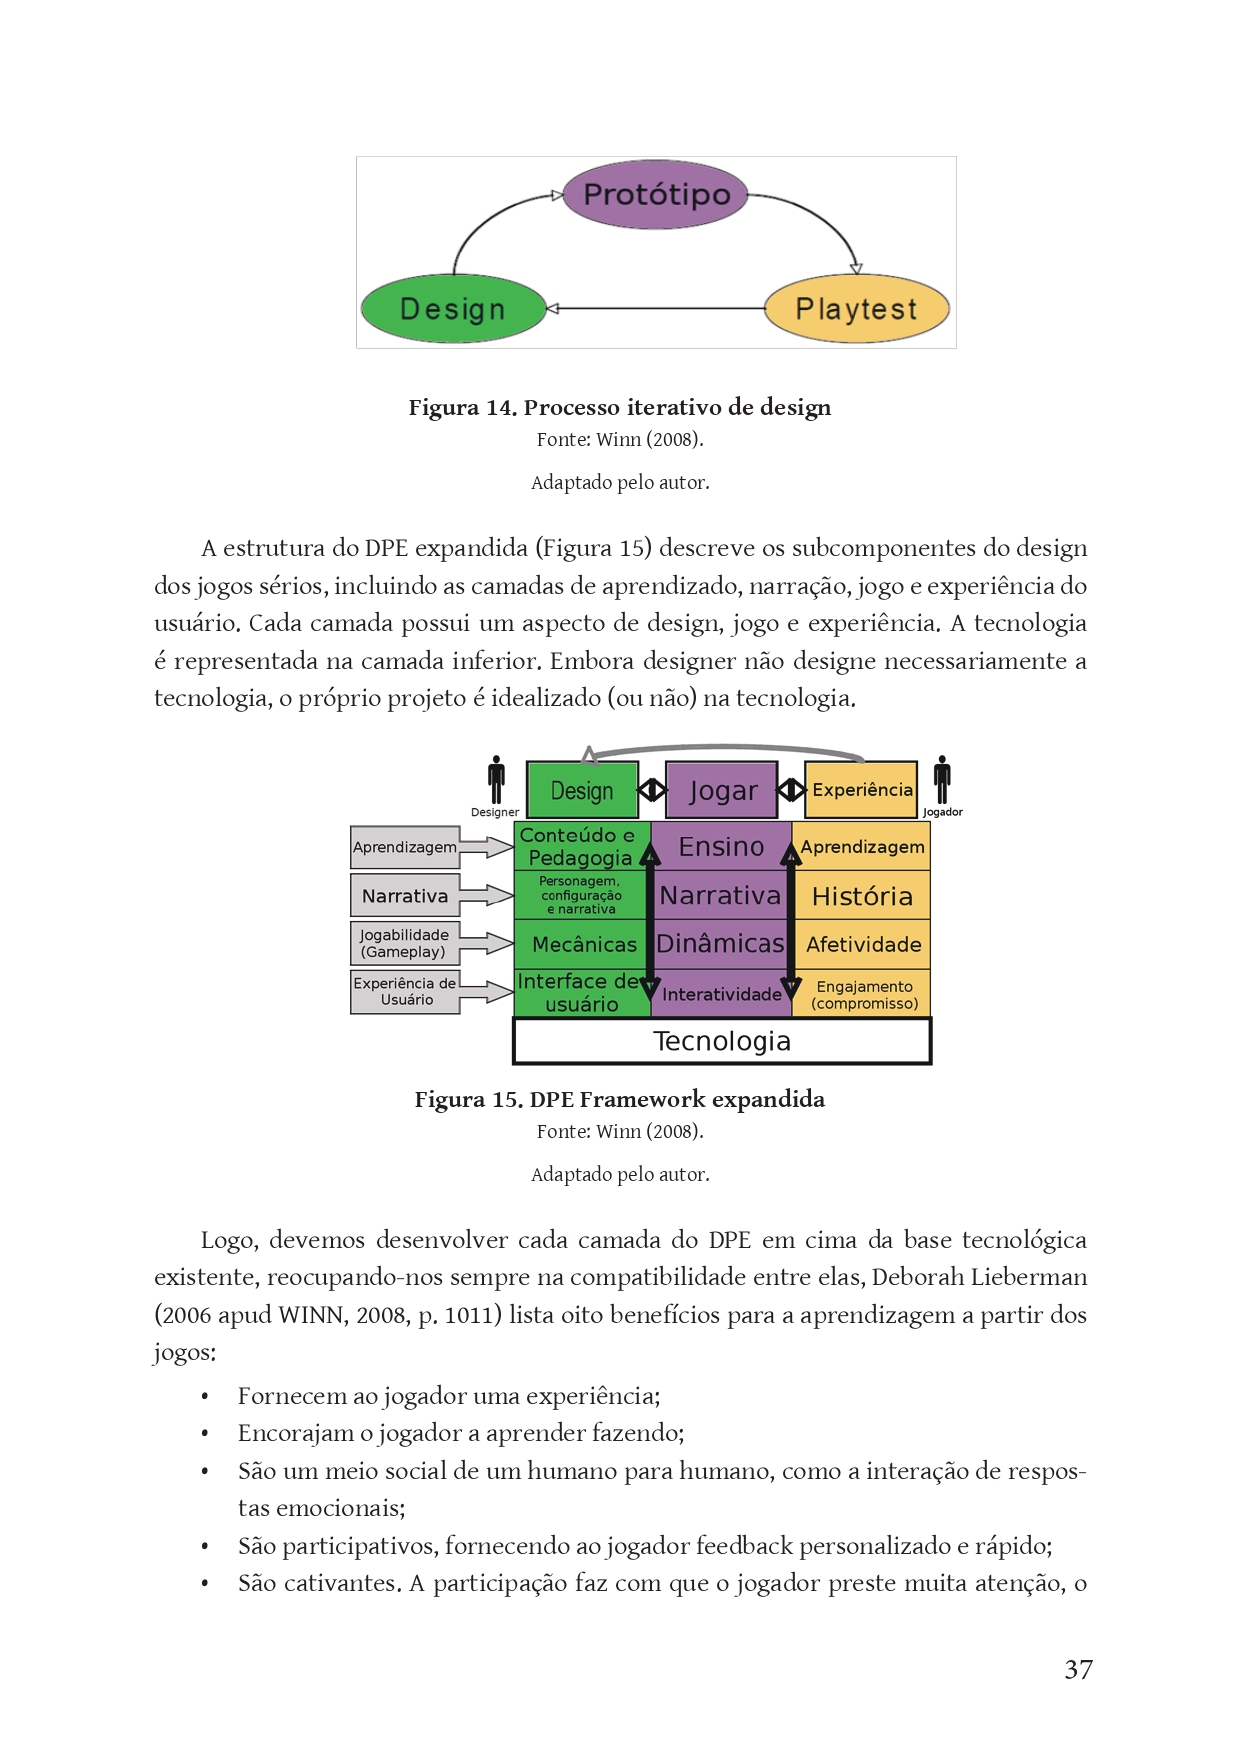 Protótipo
Design
Playtest
Figura 14. Processo iterativo de design
Fonte: Winn (2008).
Adaptado pelo autor.
A estrutura do DPE expandida (Figura 15) descreve os subcomponentes do design
dos jogos sérios, incluindo as camadas de aprendizado, narração, jogo e experiência do
usuário. Cada camada possui um aspecto de design, jogo e experiência. A tecnologia
é representada na camada inferior. Embora designer não designe necessariamente a
tecnologia, o próprio projeto é idealizado (ou não) na tecnologia.
Design
Jogar
Experiência
Designer
Jogador
Aprendizagem
Conteúdo e
Pedagogia
Ensino
Aprendizagem
Narrativa
Personagem,
configuração
e narrativa
Narrativa
História
Jogabilidade
(Gameplay)
Mecânicas
Dinâmicas
Afetividade
Experiência de
Usuário
Interface de
usuário
Interatividade
Engajamento
(compromisso)
Tecnologia
Figura 15. DPE Framework expandida
Fonte: Winn (2008).
Adaptado pelo autor.
Logo, devemos desenvolver cada camada do DPE em cima da base tecnológica
existente, reocupando-nos sempre na compatibilidade entre elas, Deborah Lieberman
(2006 apud WINN, 2008, p. 1011) lista oito benefícios para a aprendizagem a partir dos
jogos:
• Fornecem ao jogador uma experiência;
• Encorajam o jogador a aprender fazendo;
• São um meio social de um humano para humano, como a interação de respos-
tas emocionais;
• São participativos, fornecendo ao jogador feedback personalizado e rápido;
• São cativantes. A participação faz com que o jogador preste muita atenção, o
37